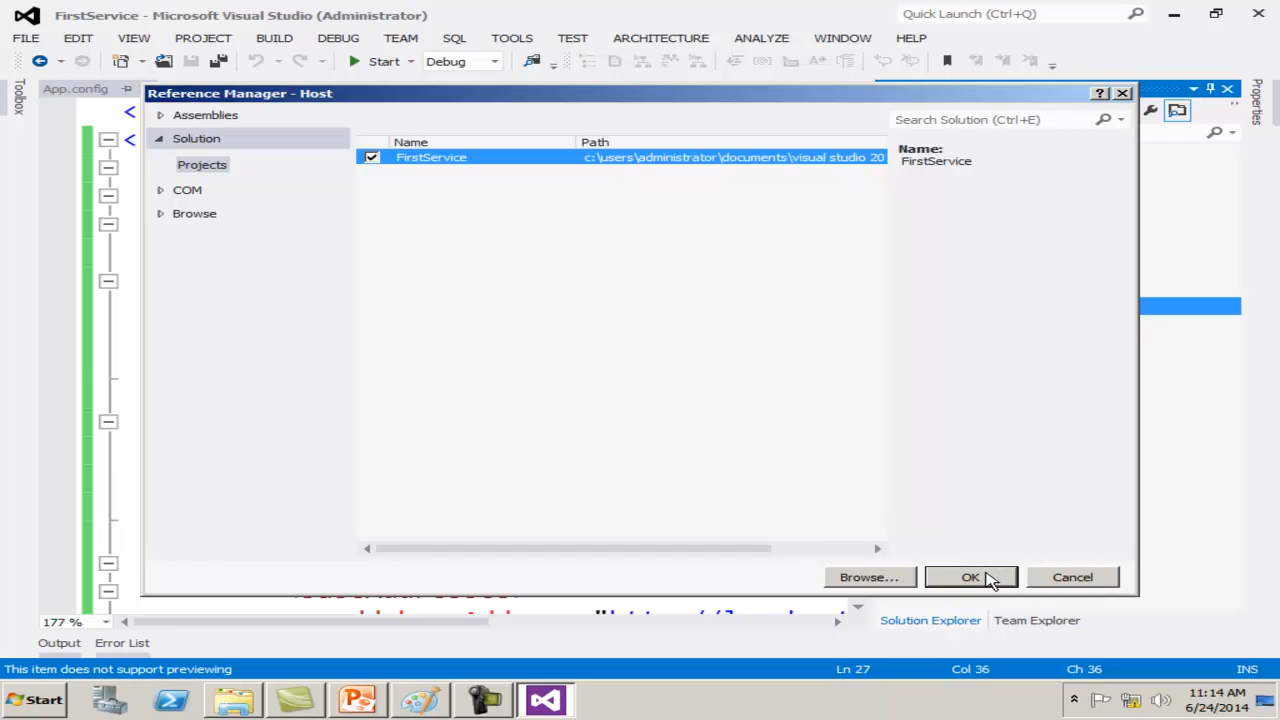 FirstService - Microsoft Visual Studio (Administrator)
Quick Launch (Ctrl+Q)
FILE EDIT VIEW PROJECT BUILD DEBUG TEAM SQL TOOLS TEST ARCHITECTURE ANALYZE WINDOW HELP
Start Debug
Toolbox
App.config
Reference Manager - Host
Properties
Assemblies
Solution
Projects
COM
Browse
Name Path
FirstService c:\users\administrator\documents\visual studio 20
Search Solution (Ctrl+E)
Name:
FirstService
Browse... OK Cancel
177 %
Solution Explorer Team Explorer
Output Error List
This item does not support previewing Ln 27 Col 36 Ch 36 INS
Start
11:14 AM
6/24/2014